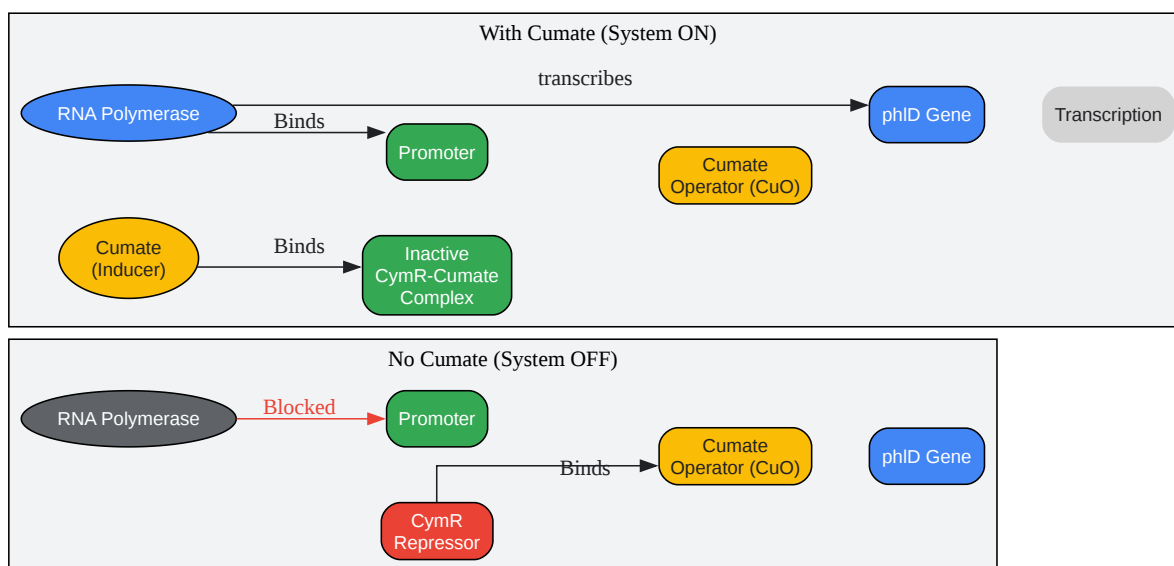 With Cumate (System ON)
transcribes
RNA Polymerase
Binds
Promoter
phlD Gene
Transcription
Cumate
Operator (CuO)
Cumate
(Inducer)
Binds
Inactive
CymR-Cumate
Complex
No Cumate (System OFF)
RNA Polymerase
Blocked
Promoter
Cumate
Operator (CuO)
phlD Gene
Binds
CymR
Repressor